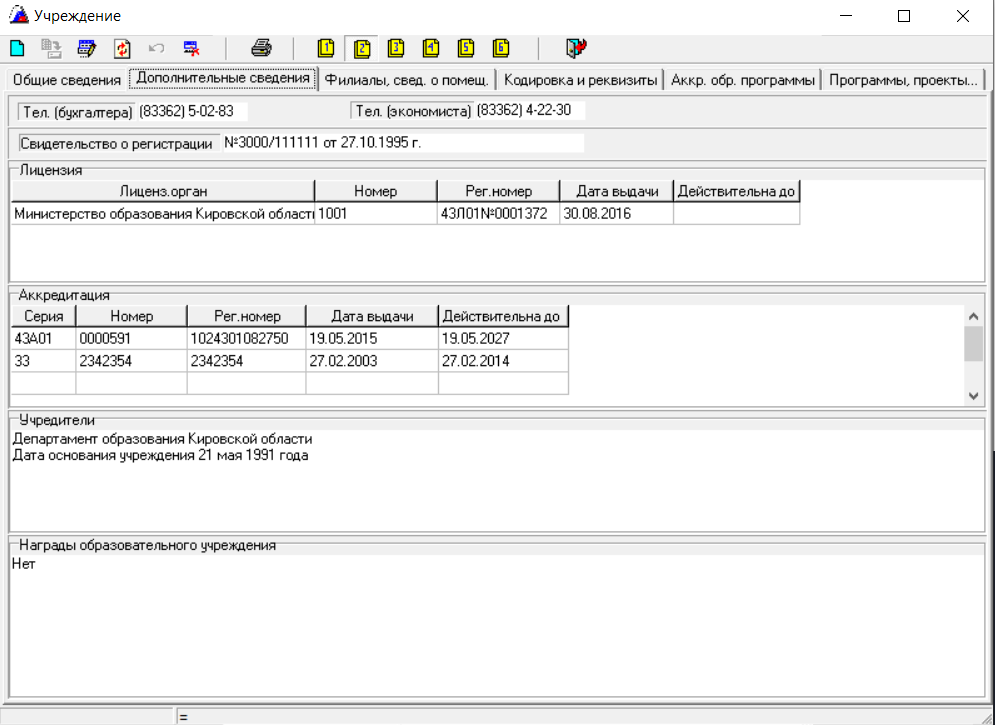 Учреждение
1 2 3 4 5 6
Общие сведения Дополнительные сведения Филиалы, свед. о помещ. Кодировка и реквизиты Аккр. обр. программы Программы, проекты...
Тел. (бухгалтера) (83362) 5-02-83 Тел. (экономиста) (83362) 4-22-30
Свидетельство о регистрации №3000/111111 от 27.10.1995 г.
Лицензия
Лиценз.орган Номер Рег.номер Дата выдачи Действительна до
Министерство образования Кировской област 1001 43Л01№0001372 30.08.2016
Аккредитация
Серия Номер Рег.номер Дата выдачи Действительна до
43А01 0000591 1024301082750 19.05.2015 19.05.2027
33 2342354 2342354 27.02.2003 27.02.2014
Учредители
Департамент образования Кировской области
Дата основания учреждения 21 мая 1991 года
Награды образовательного учреждения
Нет
=